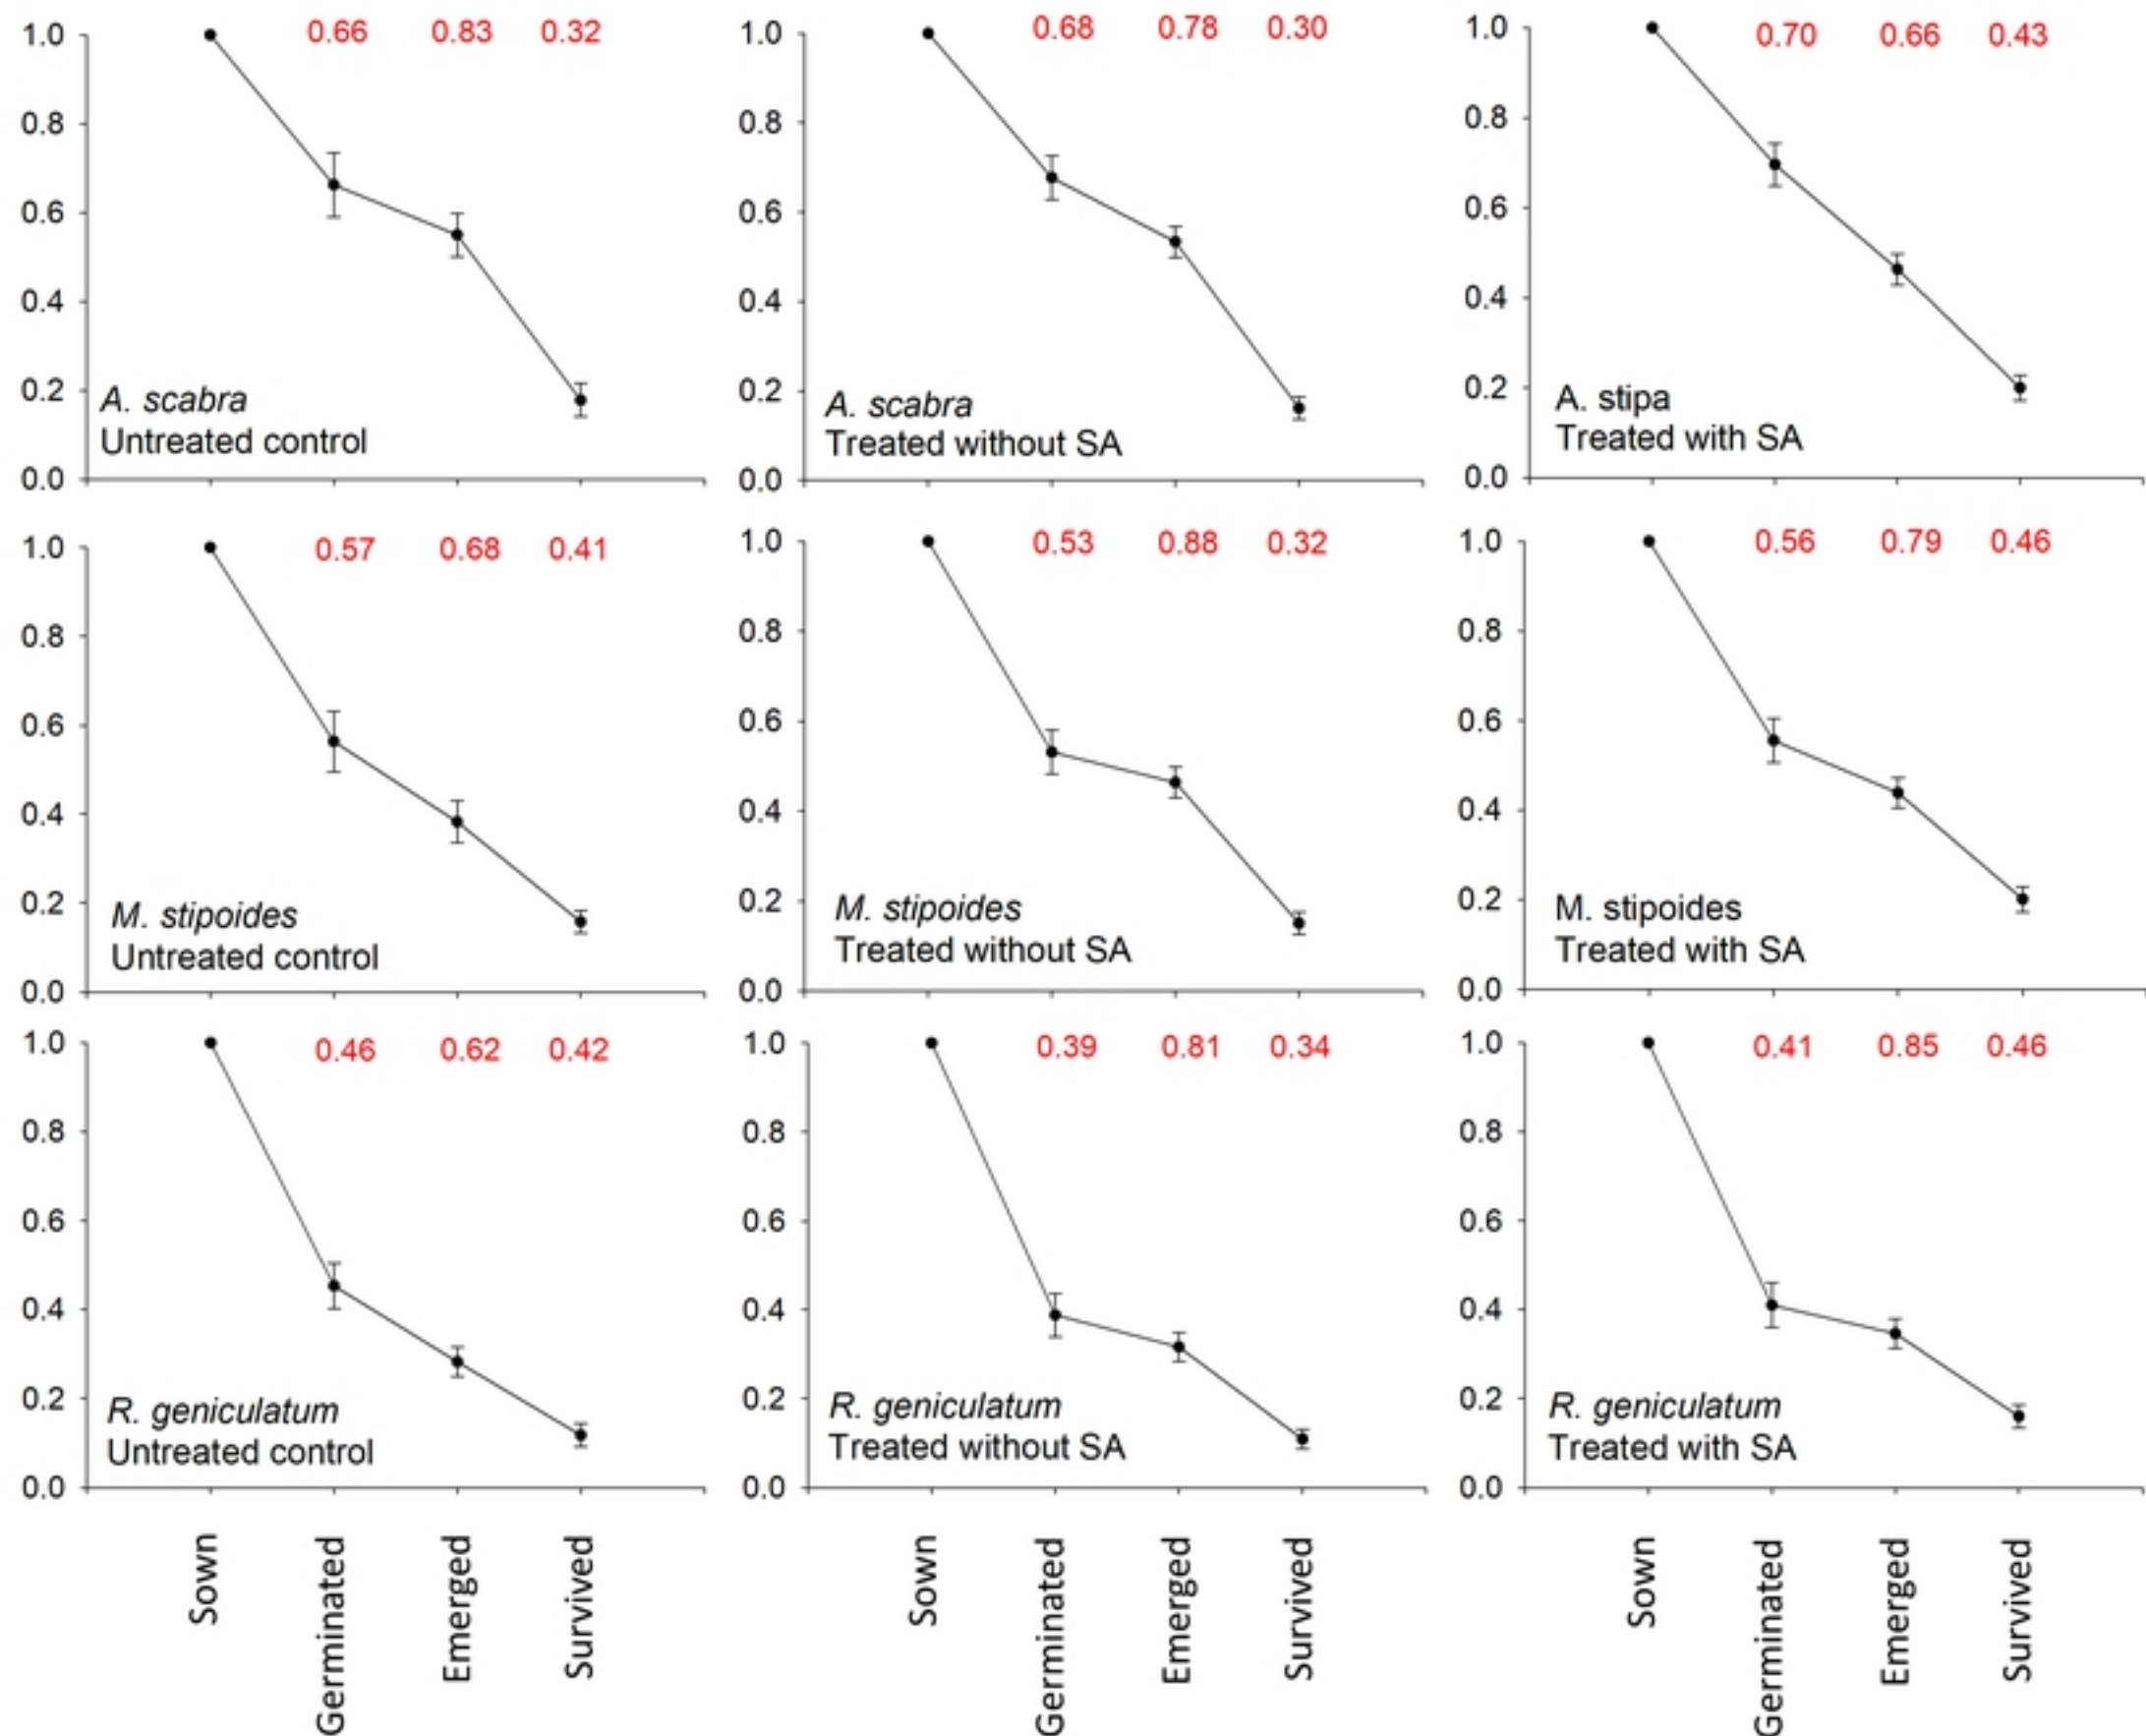 1.0 0.66 0.83 0.32
0.8
0.6
0.4
0.2
A. scabra
Untreated control
0.0
1.0 0.68 0.78 0.30
0.8
0.6
0.4
0.2
A. scabra
Treated without SA
0.0
1.0 0.70 0.66 0.43
0.8
0.6
0.4
0.2
A. stipa
Treated with SA
0.0
1.0 0.57 0.68 0.41
0.8
0.6
0.4
0.2
M. stipoides
Untreated control
0.0
1.0 0.53 0.88 0.32
0.8
0.6
0.4
0.2
M. stipoides
Treated without SA
0.0
1.0 0.56 0.79 0.46
0.8
0.6
0.4
0.2
M. stipoides
Treated with SA
0.0
1.0 0.46 0.62 0.42
0.8
0.6
0.4
0.2
R. geniculatum
Untreated control
0.0
1.0 0.39 0.81 0.34
0.8
0.6
0.4
0.2
R. geniculatum
Treated without SA
0.0
1.0 0.41 0.85 0.46
0.8
0.6
0.4
0.2
R. geniculatum
Treated with SA
0.0
Sown
Germinated
Emerged
Survived
Sown
Germinated
Emerged
Survived
Sown
Germinated
Emerged
Survived